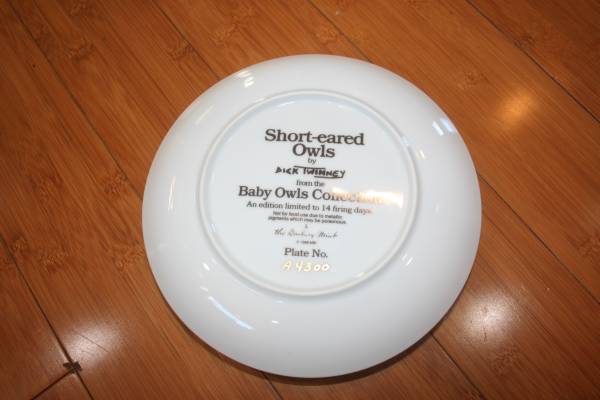 Short-eared
Owls
by
DICK TWINNEY
from the
Baby Owls Collection
An edition limited to 14 firing days.
Not for food use due to metallic
pigments which may be poisonous.
The Danbury Mint
Plate No.
A4300